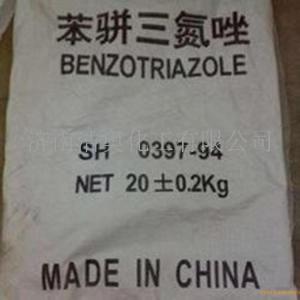 苯骈三氮唑
BENZOTRIAZOLE
SH 0397-94
NET 20±0.2Kg
MADE IN CHINA